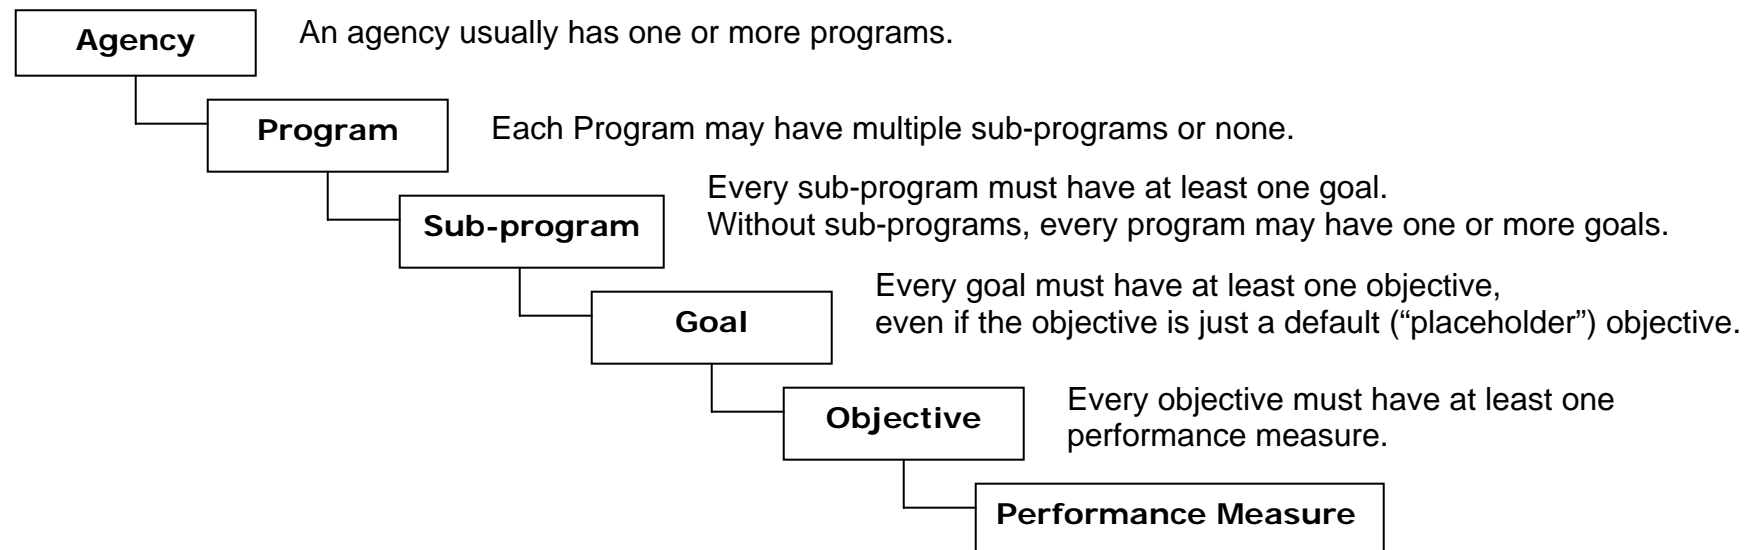 Agency
An agency usually has one or more programs.
Program
Each Program may have multiple sub-programs or none.
Sub-program
Every sub-program must have at least one goal.
Without sub-programs, every program may have one or more goals.
Goal
Every goal must have at least one objective,
even if the objective is just a default (“placeholder”) objective.
Objective
Every objective must have at least one
performance measure.
Performance Measure